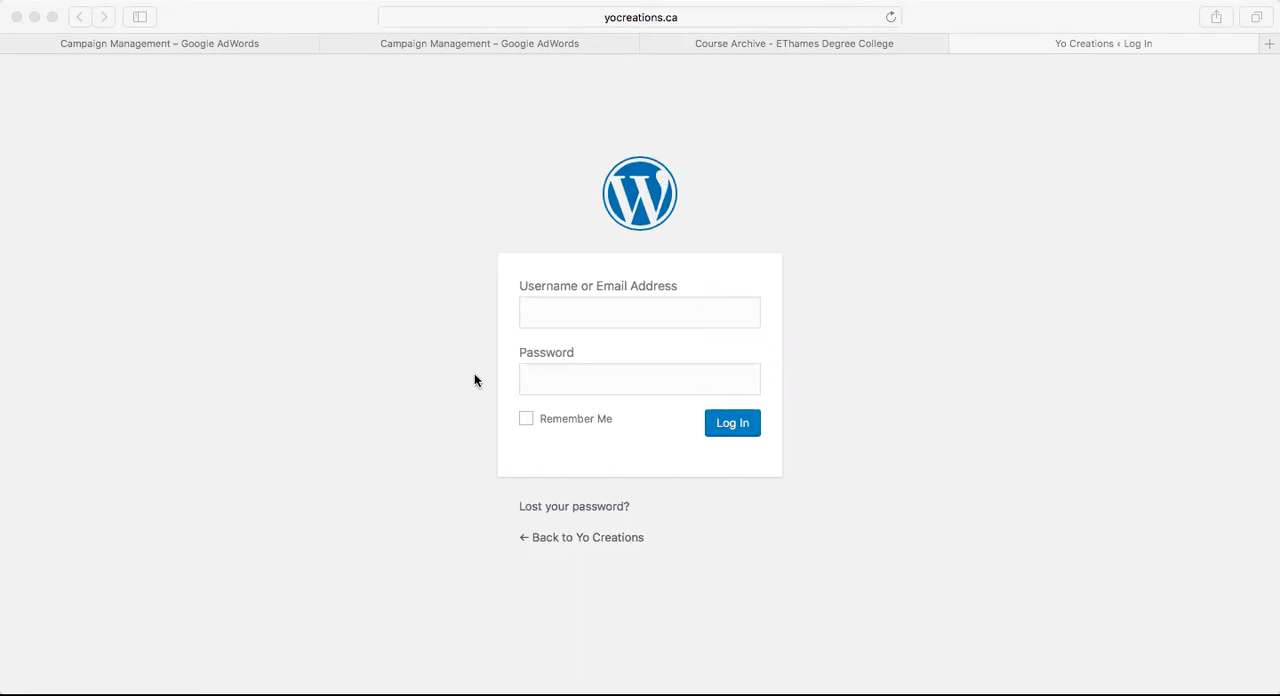 yocreations.ca
Campaign Management – Google AdWords
Campaign Management – Google AdWords
Course Archive - EThames Degree College
Yo Creations ‹ Log In
Username or Email Address
Password
Remember Me
Log In
Lost your password?
← Back to Yo Creations